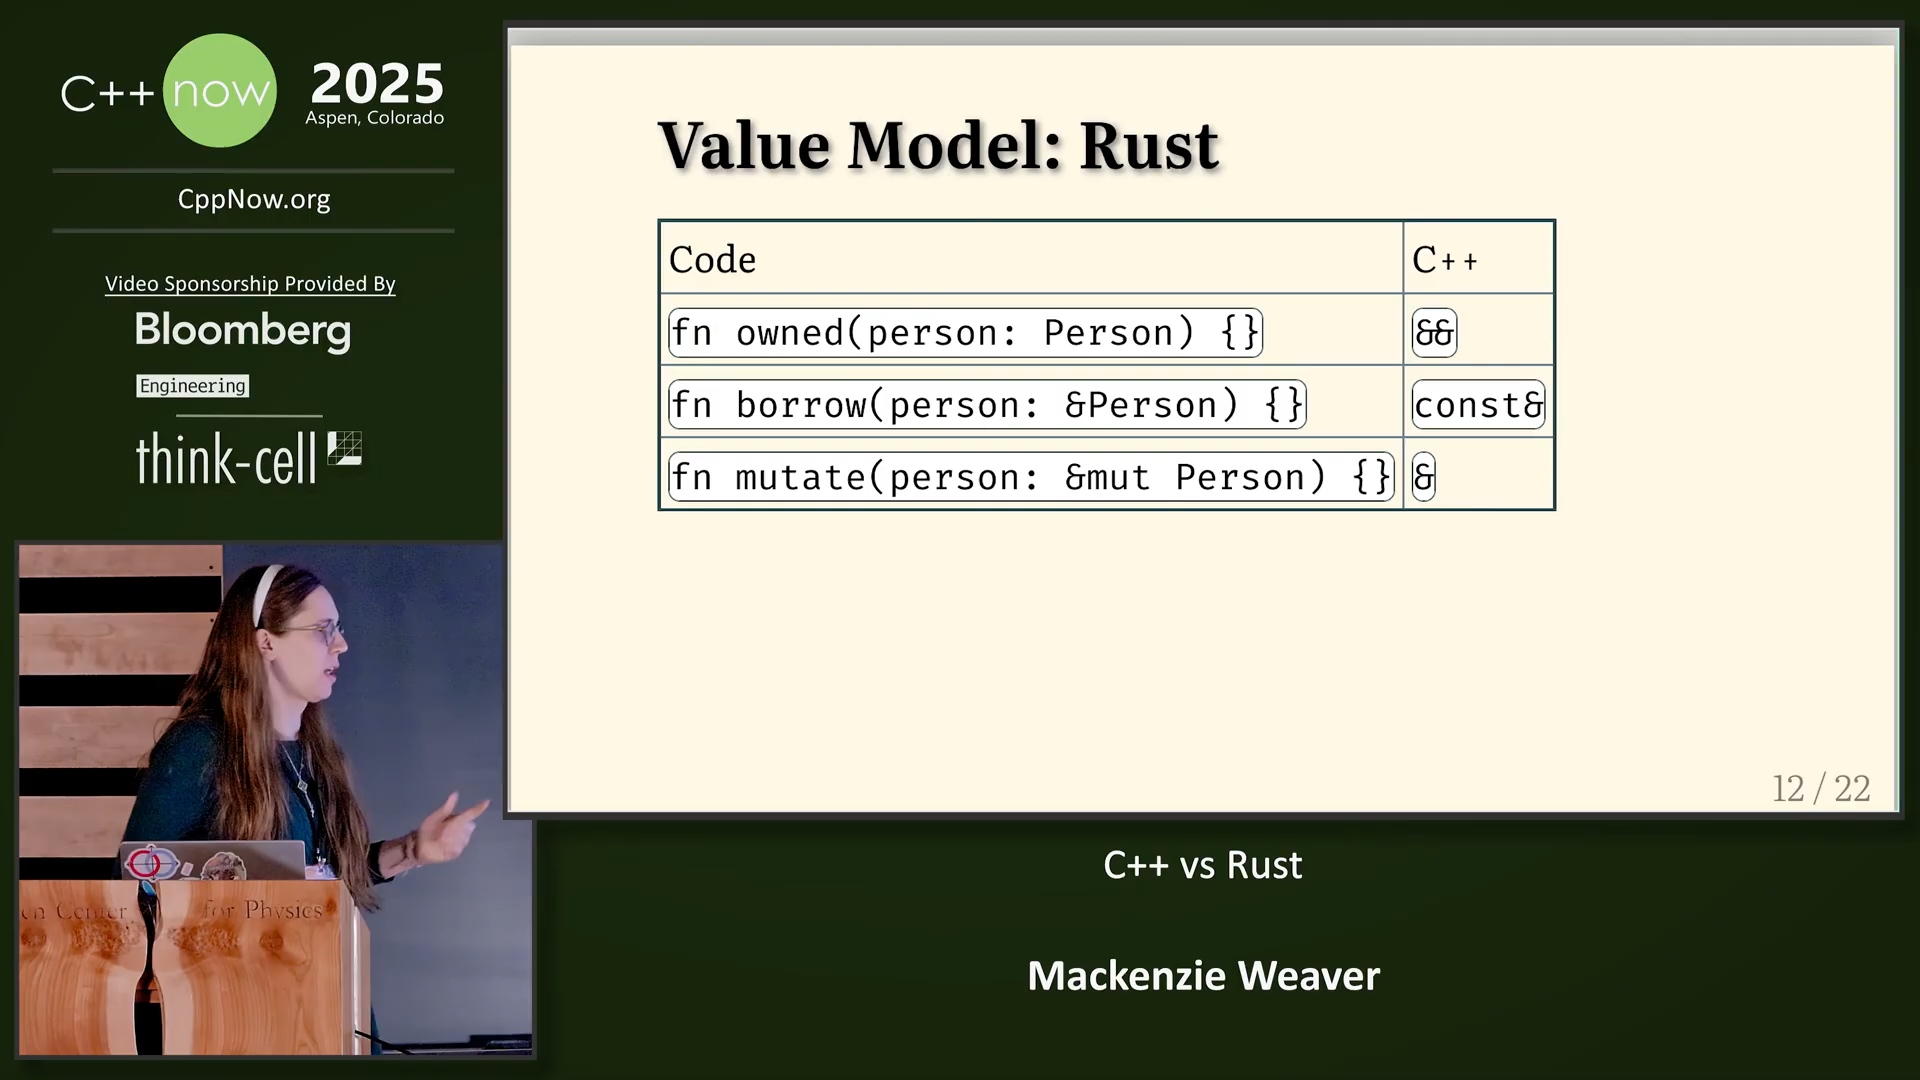 C++ now 2025
Aspen, Colorado
CppNow.org
Video Sponsorship Provided By
Bloomberg
Engineering
think-cell
Value Model: Rust
Code C++
fn owned(person: Person) {} &&
fn borrow(person: &Person) {} const&
fn mutate(person: &mut Person) {} &
12 / 22
en Center for Physics
C++ vs Rust
Mackenzie Weaver